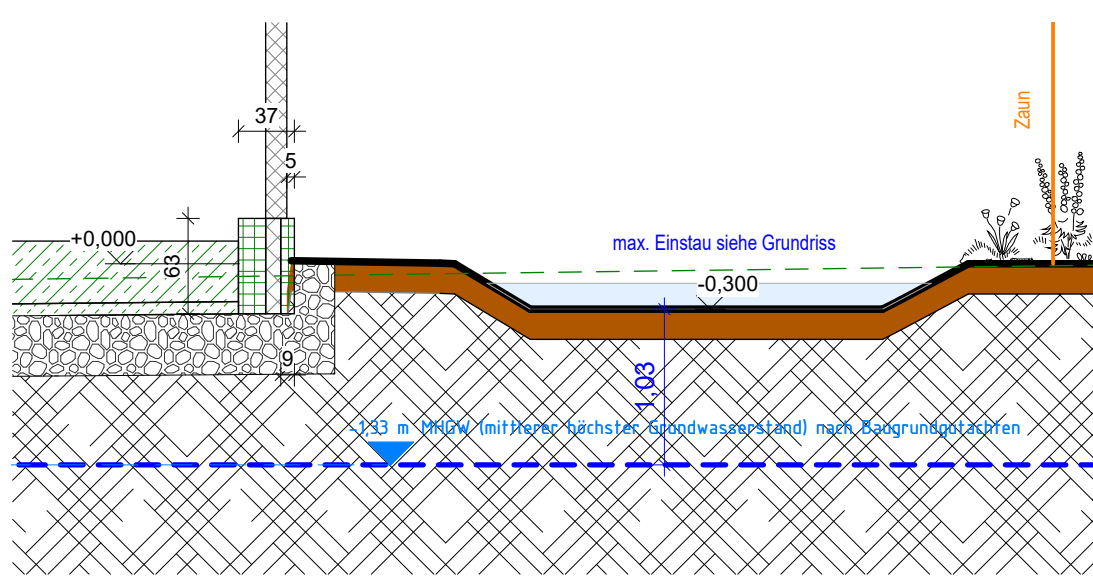 Zaun
37
5
max. Einstau siehe Grundriss
+0,000
63
-0,300
9
1,03
-1,33 m MHGW (mittlerer höchster Grundwasserstand) nach Baugrundgutachten